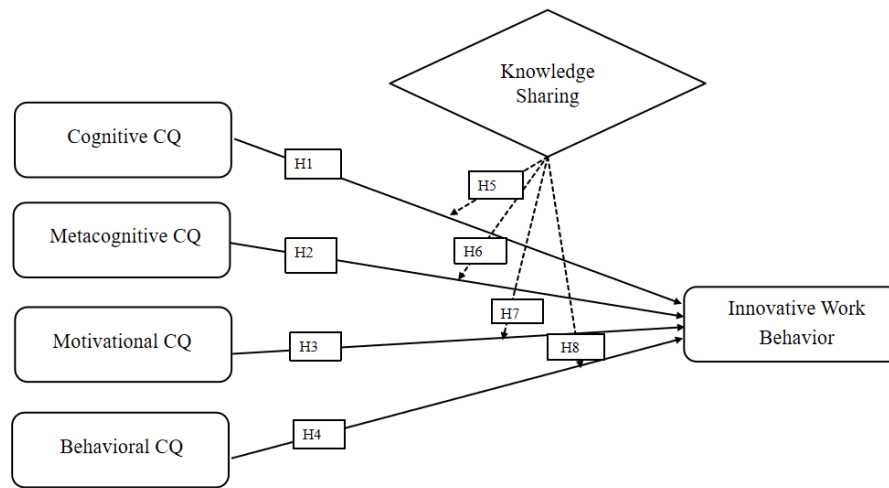 Knowledge
Sharing
Cognitive CQ
H1
H5
Metacognitive CQ
H2
H6
H7
Innovative Work
Behavior
Motivational CQ
H3
H8
Behavioral CQ
H4